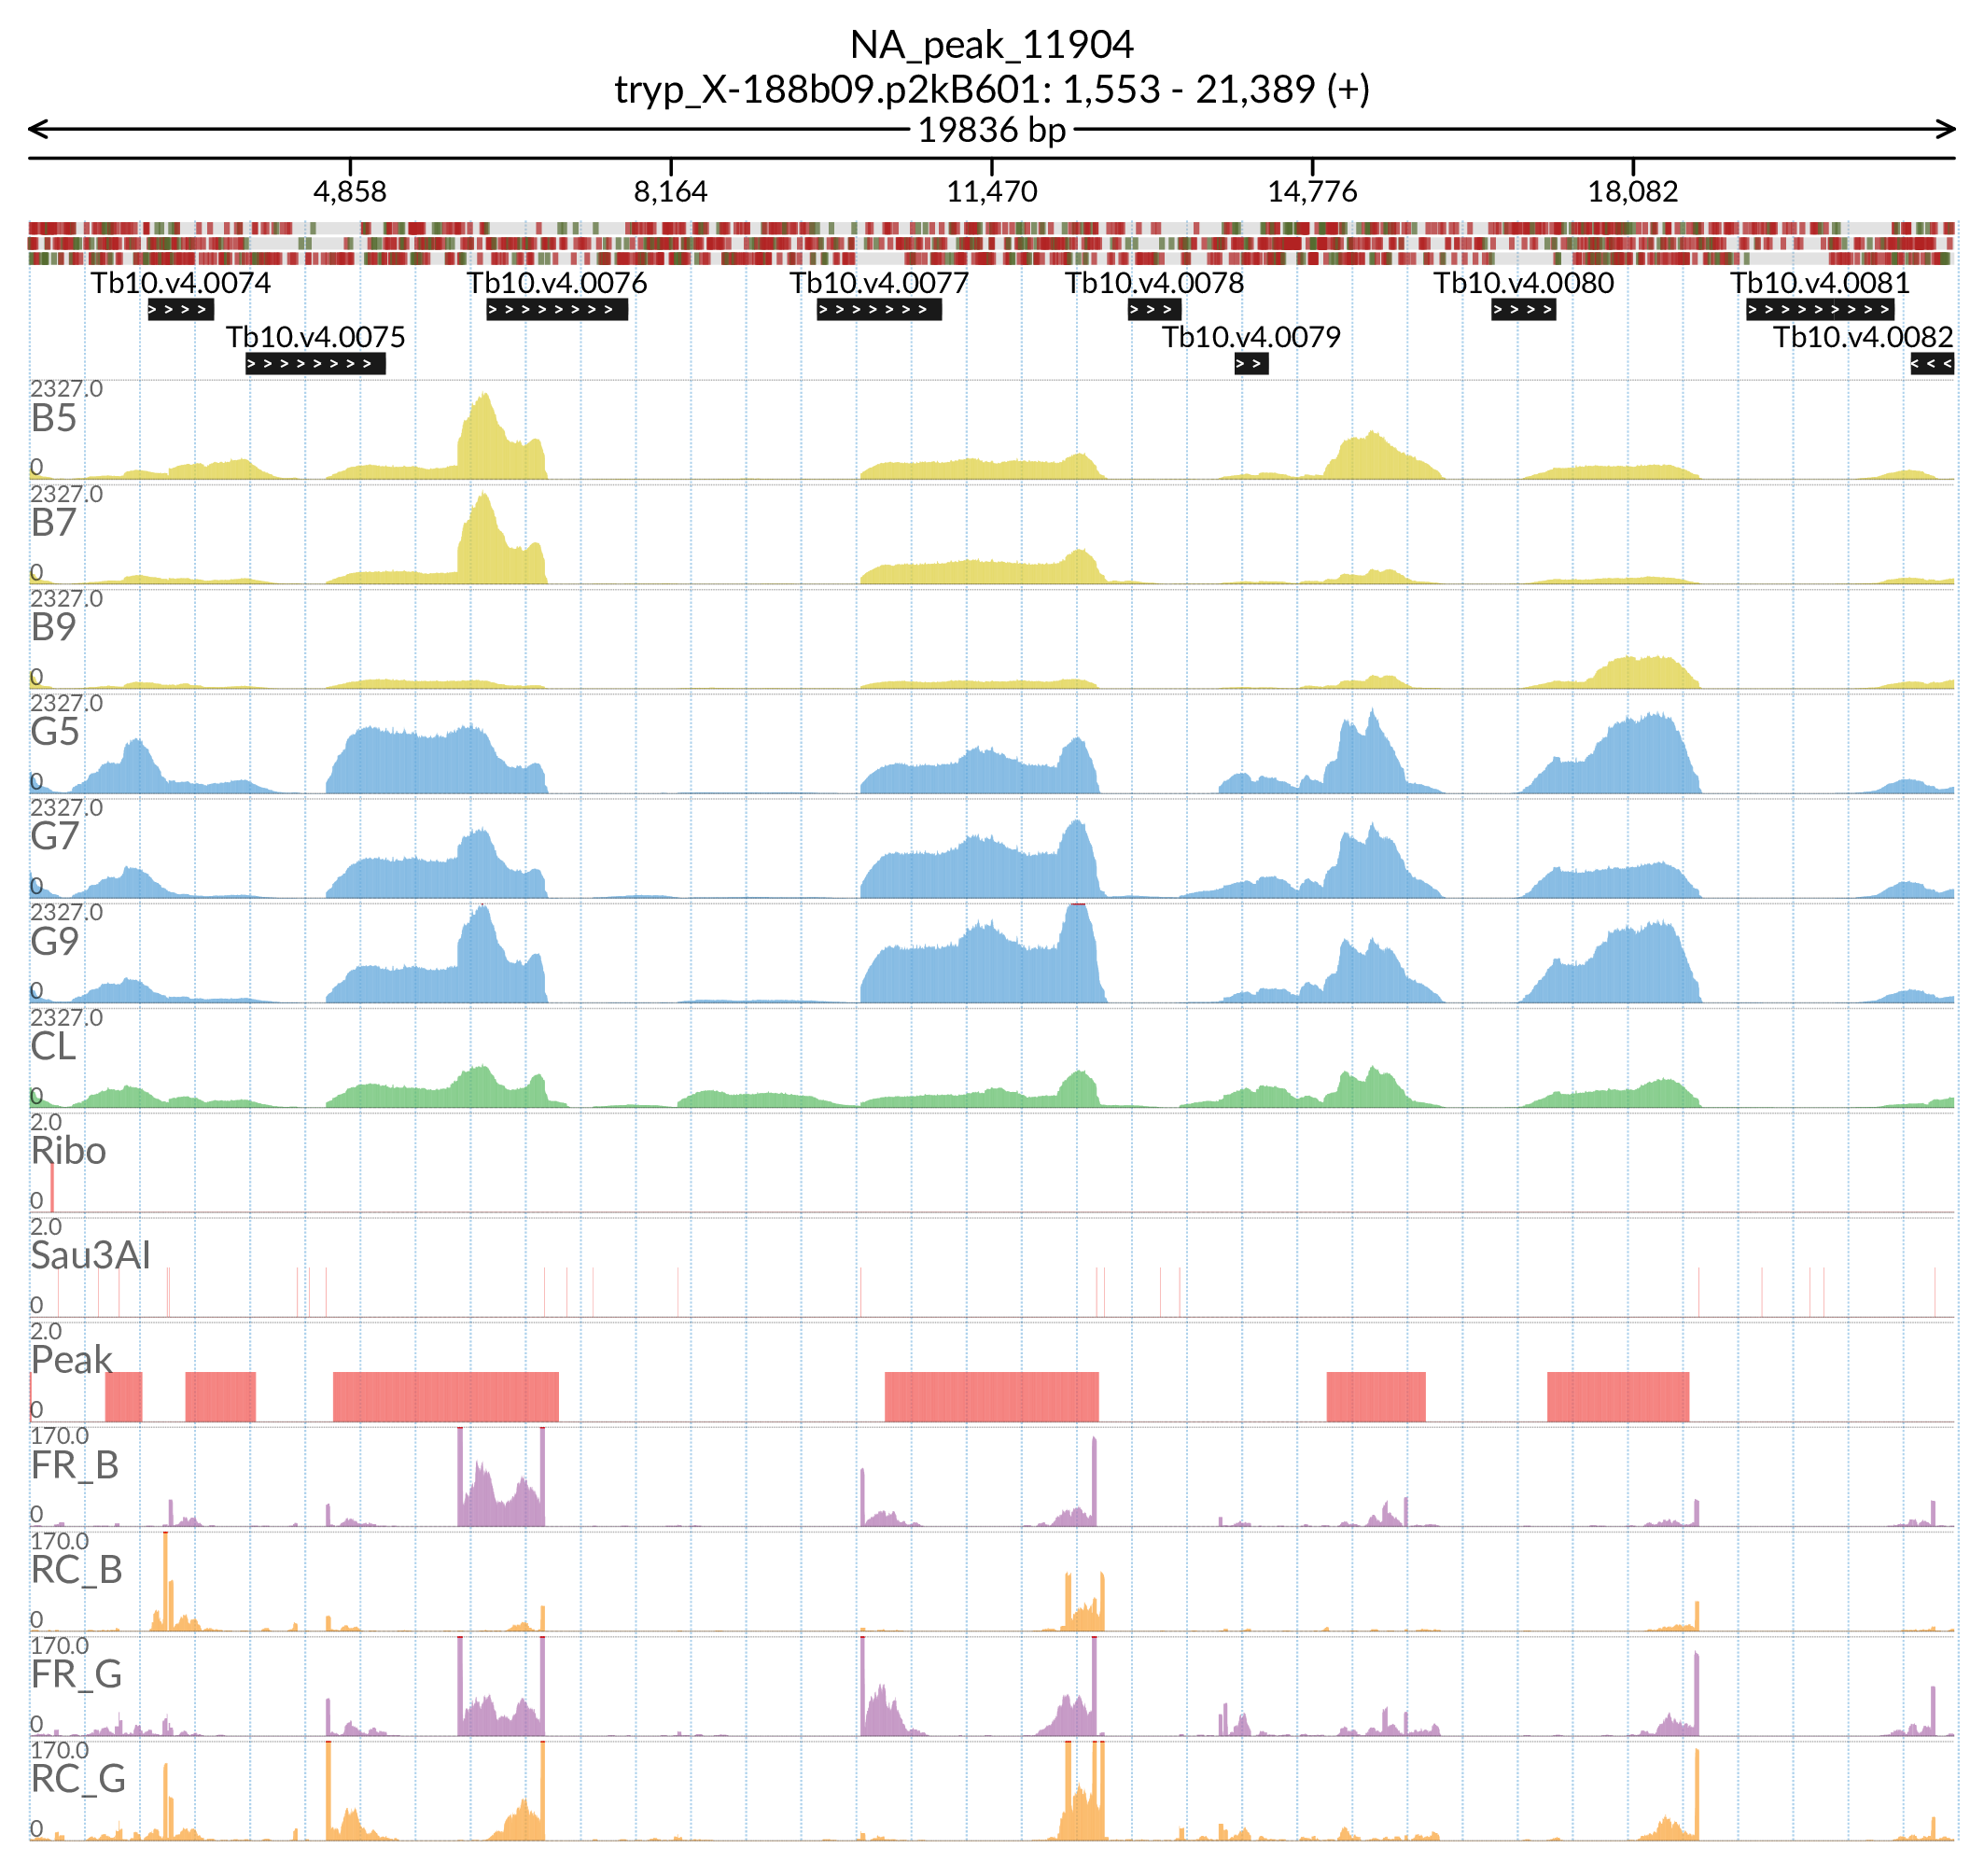 NA_peak_11904
tryp_X-188b09.p2kB601: 1,553 - 21,389 (+)
19836 bp
4,858 8,164 11,470 14,776 18,082
Tb10.v4.0074 Tb10.v4.0076 Tb10.v4.0077 Tb10.v4.0078 Tb10.v4.0080 Tb10.v4.0081
Tb10.v4.0075 Tb10.v4.0079 Tb10.v4.0082
2327.0
B5
0
2327.0
B7
0
2327.0
B9
0
2327.0
G5
0
2327.0
G7
0
2327.0
G9
0
2327.0
CL
0
2.0
Ribo
0
2.0
Sau3AI
0
2.0
Peak
0
170.0
FR_B
0
170.0
RC_B
0
170.0
FR_G
0
170.0
RC_G
0